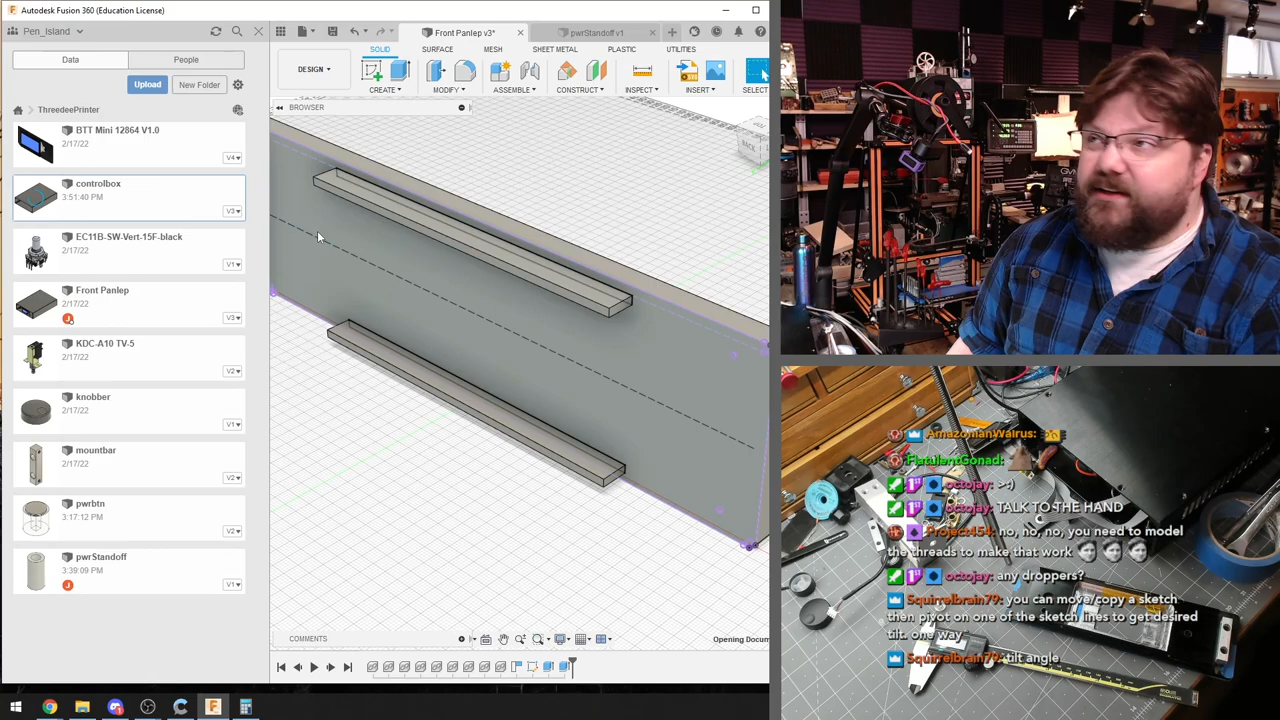 Autodesk Fusion 360 (Education License)
Pen_Island
Front Panlep v3*
pwrStandoff v1
Data
People
SOLID
SURFACE
MESH
SHEET METAL
PLASTIC
UTILITIES
Upload
New Folder
DESIGN
CREATE
MODIFY
ASSEMBLE
CONSTRUCT
INSPECT
INSERT
SELECT
ThreedeePrinter
BROWSER
BTT Mini 12864 V1.0
2/17/22
V4
BACK
controlbox
3:51:40 PM
V3
EC11B-SW-Vert-15F-black
2/17/22
V1
Front Panlep
2/17/22
V3
KDC-A10 TV-5
2/17/22
V2
knobber
2/17/22
V1
mountbar
2/17/22
V2
pwrbtn
3:17:12 PM
V2
pwrStandoff
3:39:09 PM
V1
COMMENTS
Opening Docum
AmazonianWalrus:
FlatulentGonad:
octojay: >:)
octojay: TALK TO THE HAND
Project454: no, no, no, you need to model
the threads to make that work
octojay: any droppers?
Squirrelbrain79: you can move/copy a sketch
then pivot on one of the sketch lines to get desired
tilt. one way
Squirrelbrain79: tilt angle